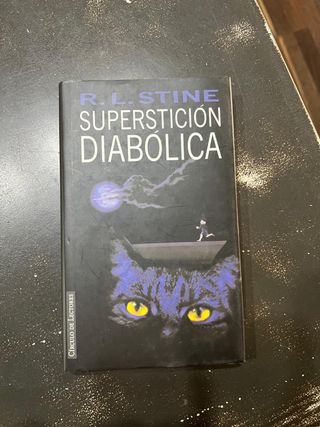 R. L. STINE
SUPERSTICIÓN
DIABÓLICA
CÍRCULO DE LECTORES